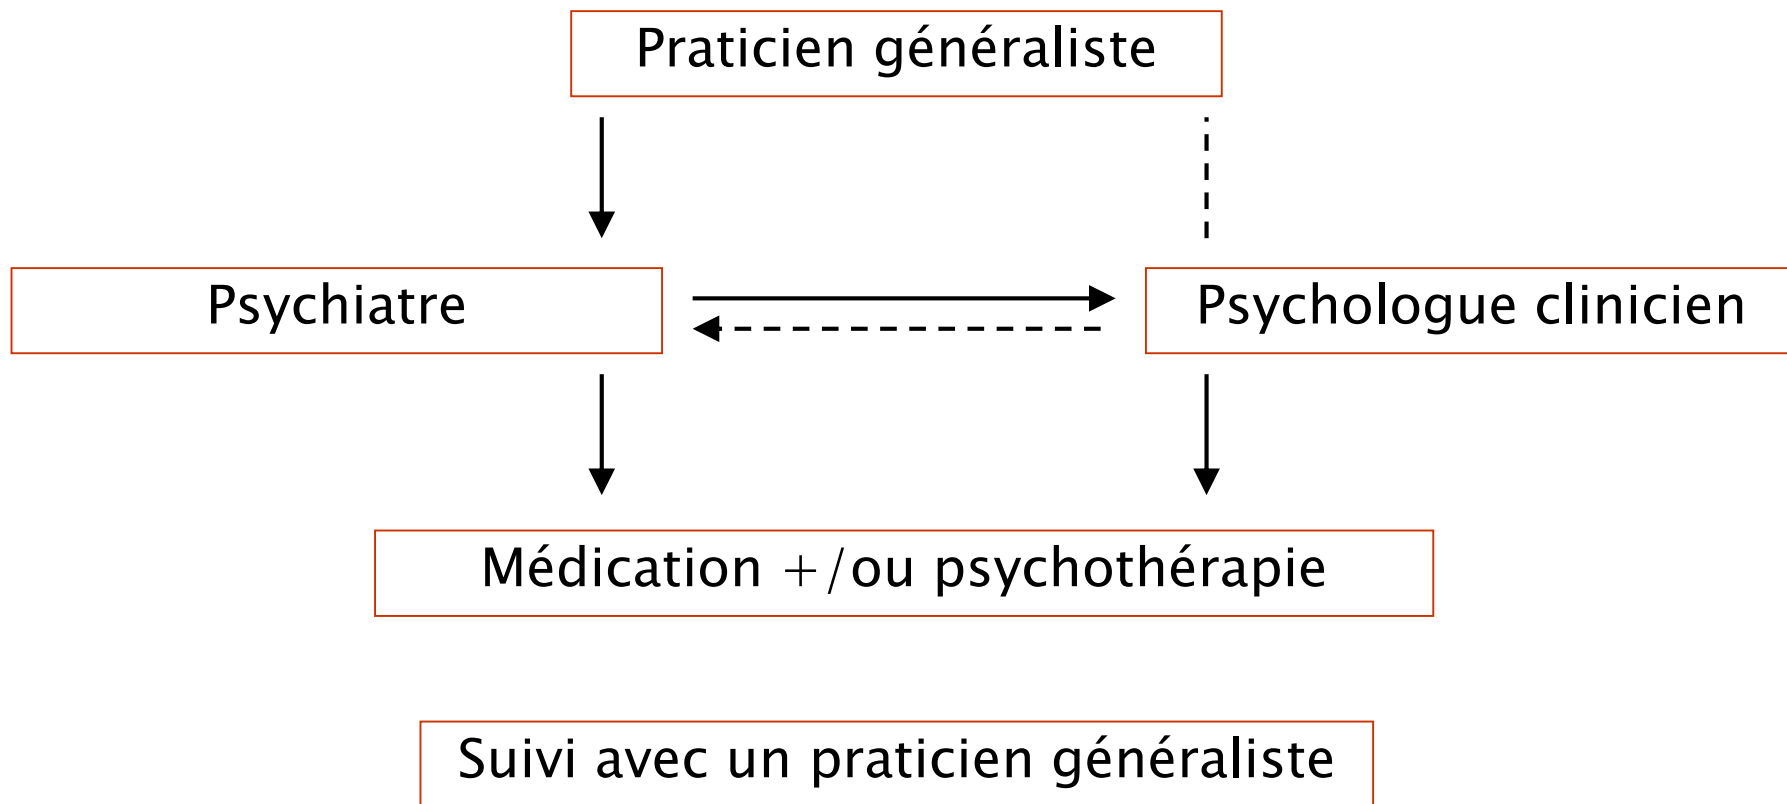 Praticien généraliste
Psychiatre
Psychologue clinicien
Médication +/ou psychothérapie
Suivi avec un praticien généraliste